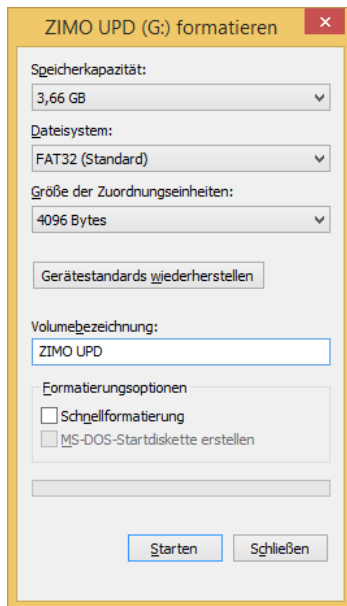 ZIMO UPD (G:) formatieren
Speicherkapazität:
3,66 GB
Dateisystem:
FAT32 (Standard)
Größe der Zuordnungseinheiten:
4096 Bytes
Gerätestandards wiederherstellen
Volumebezeichnung:
ZIMO UPD
Formatierungsoptionen
Schnellformatierung
MS-DOS-Startdiskette erstellen
Starten Schließen